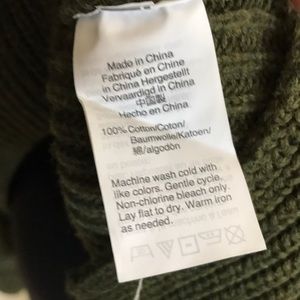 Made in China
Fabriqué en Chine
in China Hergestellt
Vervaardigd in China
中国製
Hecho en China
100% Cotton/Coton/
Baumwolle/Katoen/
綿/algodón
Machine wash cold with
like colors. Gentle cycle.
Non-chlorine bleach only.
Lay flat to dry. Warm iron
as needed.